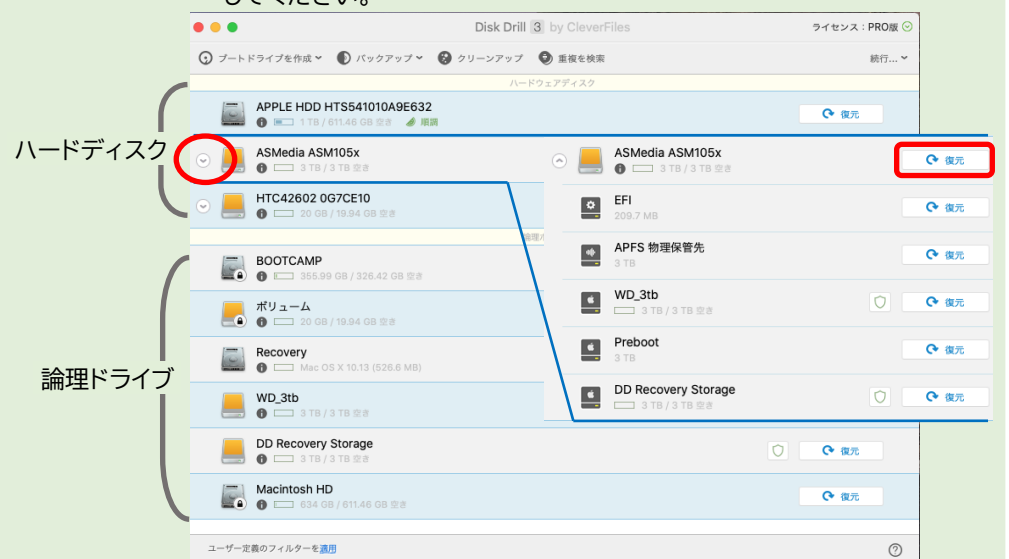 してください。
Disk Drill 3 by CleverFiles
ライセンス：PRO版
ブートドライブを作成
バックアップ
クリーンアップ
重複を検索
続行...
ハードウェアディスク
ハードディスク
APPLE HDD HTS541010A9E632
1 TB / 611.46 GB 空き 順調
復元
ASMedia ASM105x
3 TB / 3 TB 空き
HTC42602 0G7CE10
20 GB / 19.94 GB 空き
ASMedia ASM105x
3 TB / 3 TB 空き
復元
EFI
209.7 MB
復元
APFS 物理保管先
3 TB
復元
WD_3tb
3 TB / 3 TB 空き
復元
Preboot
3 TB
復元
DD Recovery Storage
3 TB / 3 TB 空き
復元
論理ドライブ
BOOTCAMP
355.99 GB / 326.42 GB 空き
ボリューム
20 GB / 19.94 GB 空き
Recovery
Mac OS X 10.13 (526.6 MB)
WD_3tb
3 TB / 3 TB 空き
DD Recovery Storage
3 TB / 3 TB 空き
復元
Macintosh HD
634 GB / 611.46 GB 空き
復元
ユーザー定義のフィルターを適用